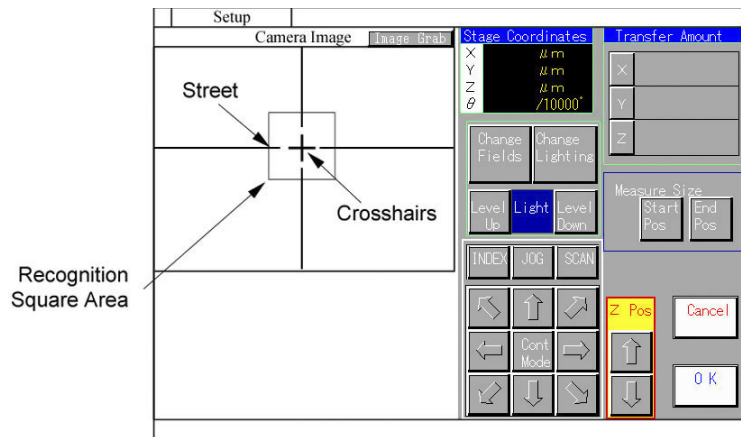 Setup
Camera Image
Image Grab
Street
Crosshairs
Recognition
Square Area
Stage Coordinates
X μm
Y μm
Z μm
θ /10000°
Change
Fields
Change
Lighting
Level
Up
Light
Level
Down
INDEX
JOG
SCAN
Cont
Mode
Transfer Amount
X
Y
Z
Measure Size
Start
Pos
End
Pos
Z Pos
Cancel
OK